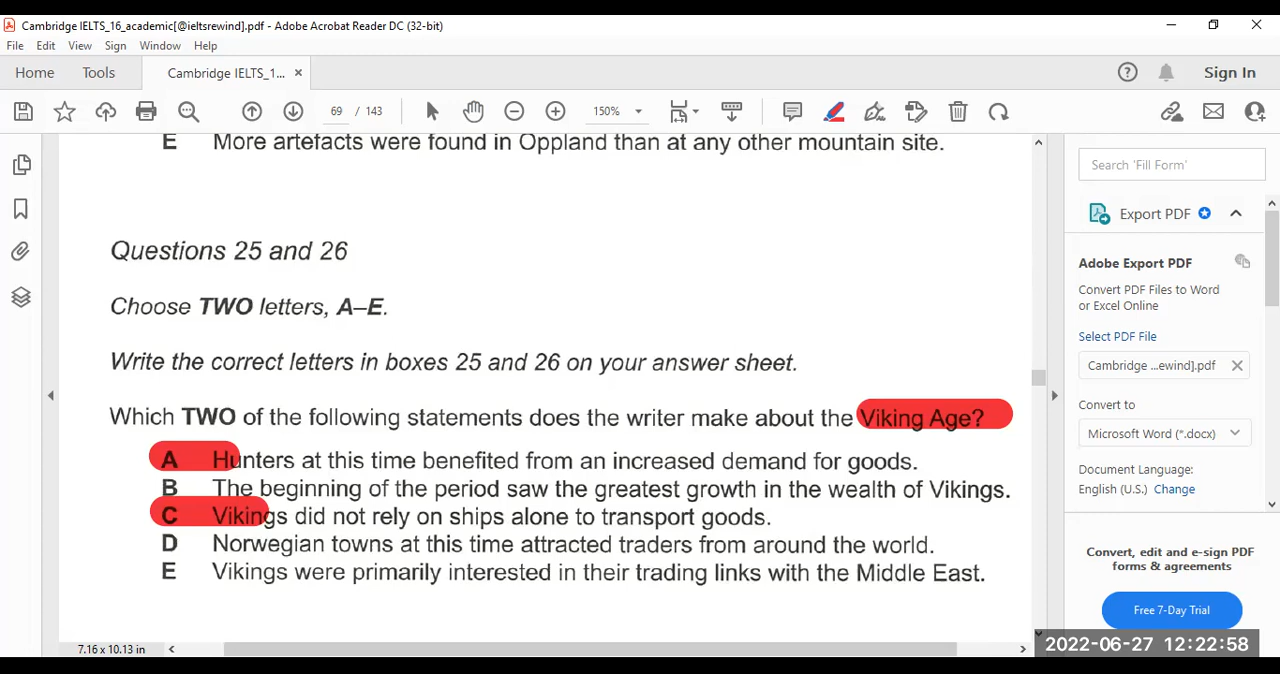 Cambridge IELTS_16_academic[@ieltsrewind].pdf - Adobe Acrobat Reader DC (32-bit)
File Edit View Sign Window Help
Home Tools Cambridge IELTS_1... × Sign In
69 / 143 150%
E More artefacts were found in Oppland than at any other mountain site.
Search 'Fill Form'
Export PDF
Questions 25 and 26
Adobe Export PDF
Convert PDF Files to Word
or Excel Online
Choose TWO letters, A–E.
Select PDF File
Write the correct letters in boxes 25 and 26 on your answer sheet.
Cambridge ...ewind].pdf
Convert to
Which TWO of the following statements does the writer make about the Viking Age?
Microsoft Word (*.docx)
A Hunters at this time benefited from an increased demand for goods.
Document Language:
B The beginning of the period saw the greatest growth in the wealth of Vikings.
English (U.S.) Change
C Vikings did not rely on ships alone to transport goods.
D Norwegian towns at this time attracted traders from around the world.
E Vikings were primarily interested in their trading links with the Middle East.
Convert, edit and e-sign PDF
forms & agreements
Free 7-Day Trial
7.16 x 10.13 in
2022-06-27 12:22:58